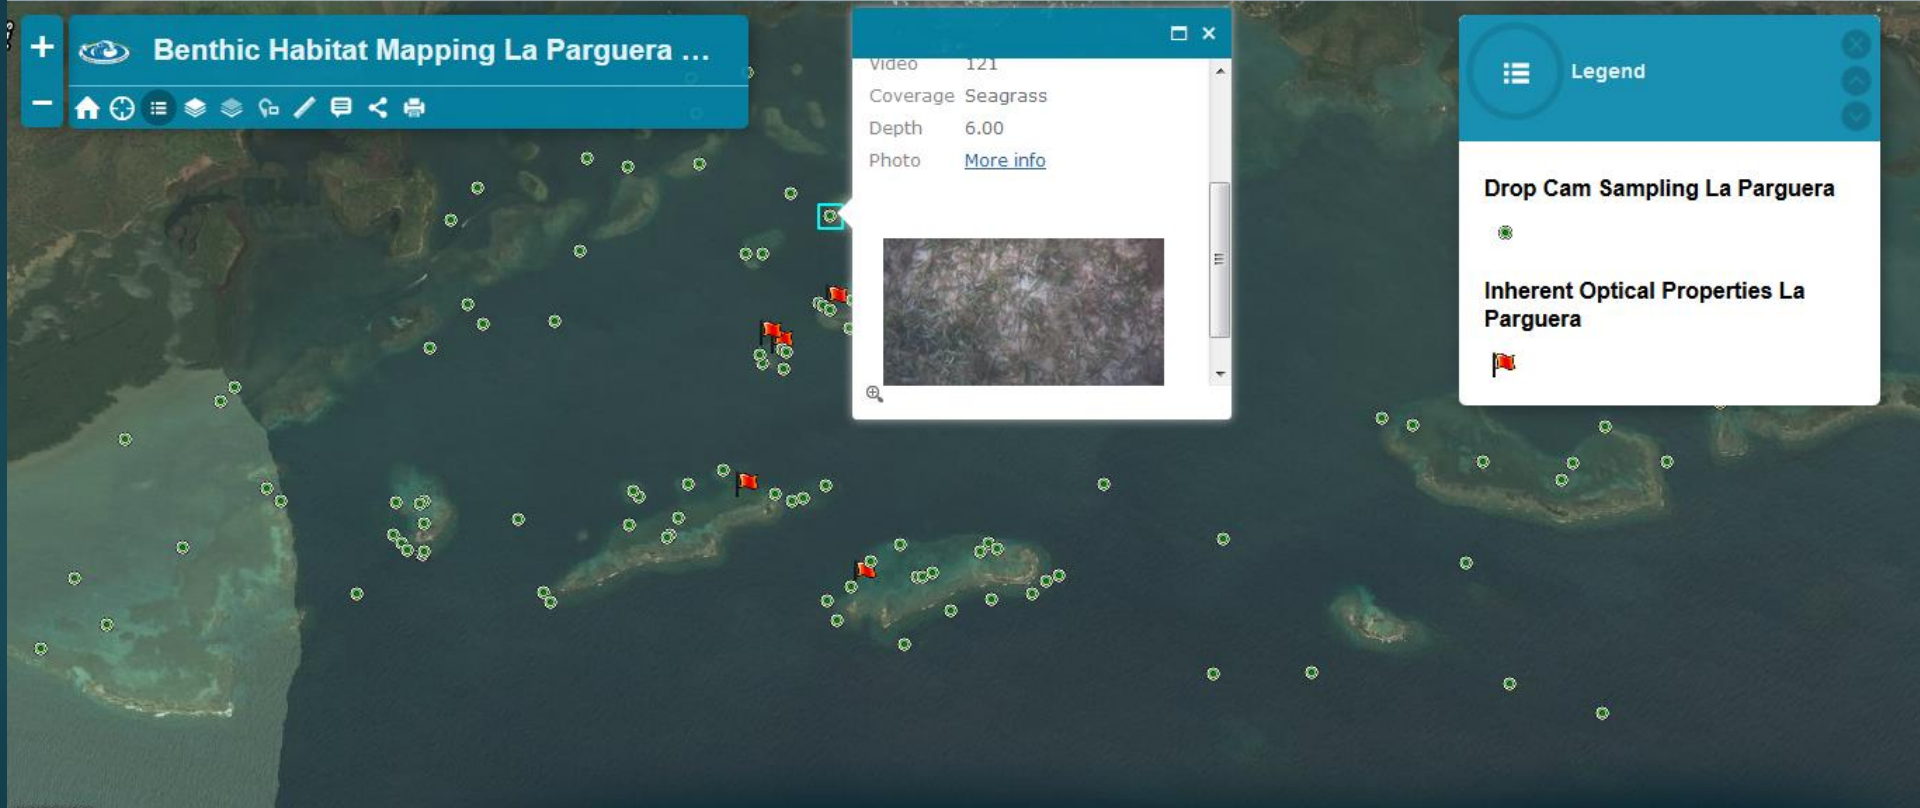 Benthic Habitat Mapping La Parguera ...
Video 121
Coverage Seagrass
Depth 6.00
Photo More info
Legend
Drop Cam Sampling La Parguera
Inherent Optical Properties La
Parguera